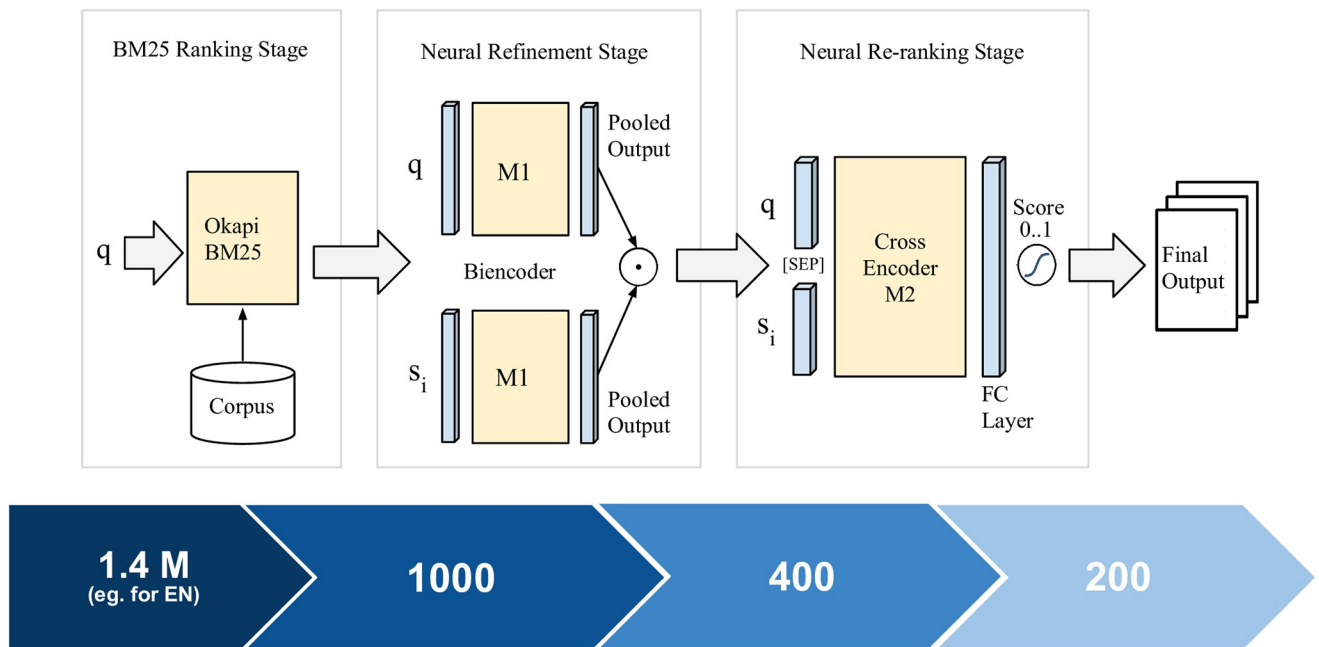 BM25 Ranking Stage
q
Okapi
BM25
Corpus
Neural Refinement Stage
q
M1
Pooled
Output
Biencoder
s_i
M1
Pooled
Output
Neural Re-ranking Stage
q
[SEP]
s_i
Cross
Encoder
M2
FC
Layer
Score
0..1
Final
Output
1.4 M
(eg. for EN)
1000
400
200